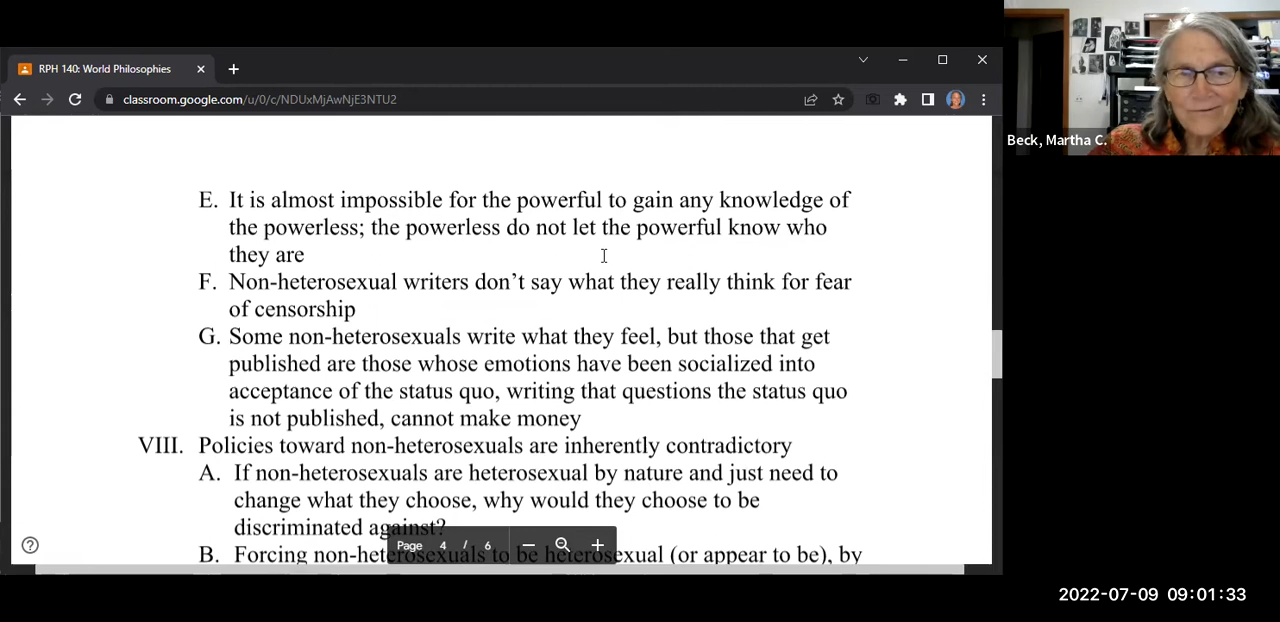 RPH 140: World Philosophies
classroom.google.com/u/0/c/NDUxMjAwNjE3NTU2
Beck, Martha C.
E. It is almost impossible for the powerful to gain any knowledge of
the powerless; the powerless do not let the powerful know who
they are
F. Non-heterosexual writers don’t say what they really think for fear
of censorship
G. Some non-heterosexuals write what they feel, but those that get
published are those whose emotions have been socialized into
acceptance of the status quo, writing that questions the status quo
is not published, cannot make money
VIII. Policies toward non-heterosexuals are inherently contradictory
A. If non-heterosexuals are heterosexual by nature and just need to
change what they choose, why would they choose to be
discriminated against?
Page 4 / 6
B. Forcing non-heterosexuals to be heterosexual (or appear to be), by
2022-07-09 09:01:33